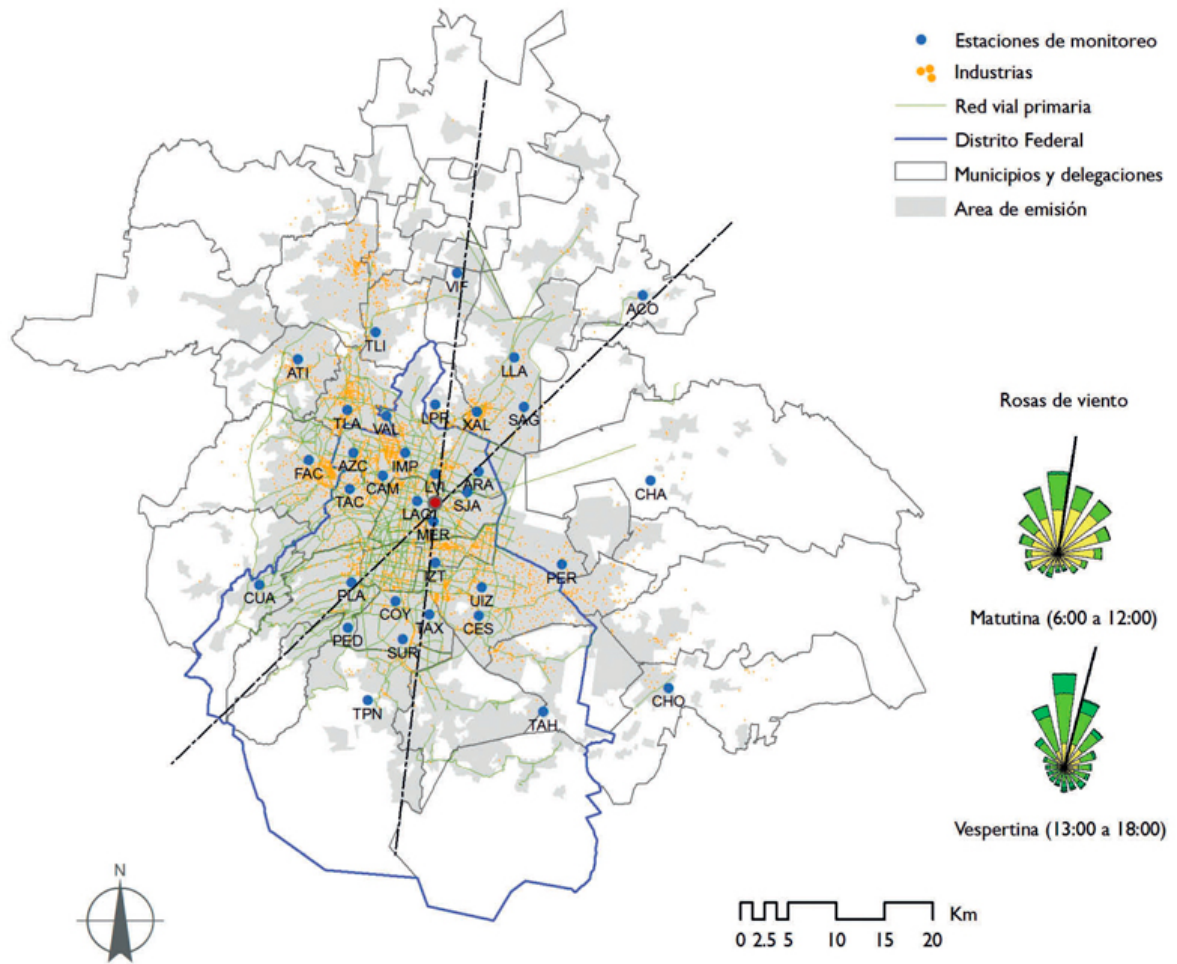 Estaciones de monitoreo
Industrias
Red vial primaria
Distrito Federal
Municipios y delegaciones
Area de emisión
VIF
ACO
TLI
ATI
LLA
TLA
VAL
LPR
XAL
SAG
FAC
AZC
IMP
TAC
CAM
LVI
ARA
CHA
LAGI
SJA
MER
IZT
PER
CUA
PLA
COY
TAX
UIZ
CES
PED
SUR
TPN
TAH
CHO
Rosas de viento
Matutina (6:00 a 12:00)
Vespertina (13:00 a 18:00)
N
Km
0 2.5 5 10 15 20